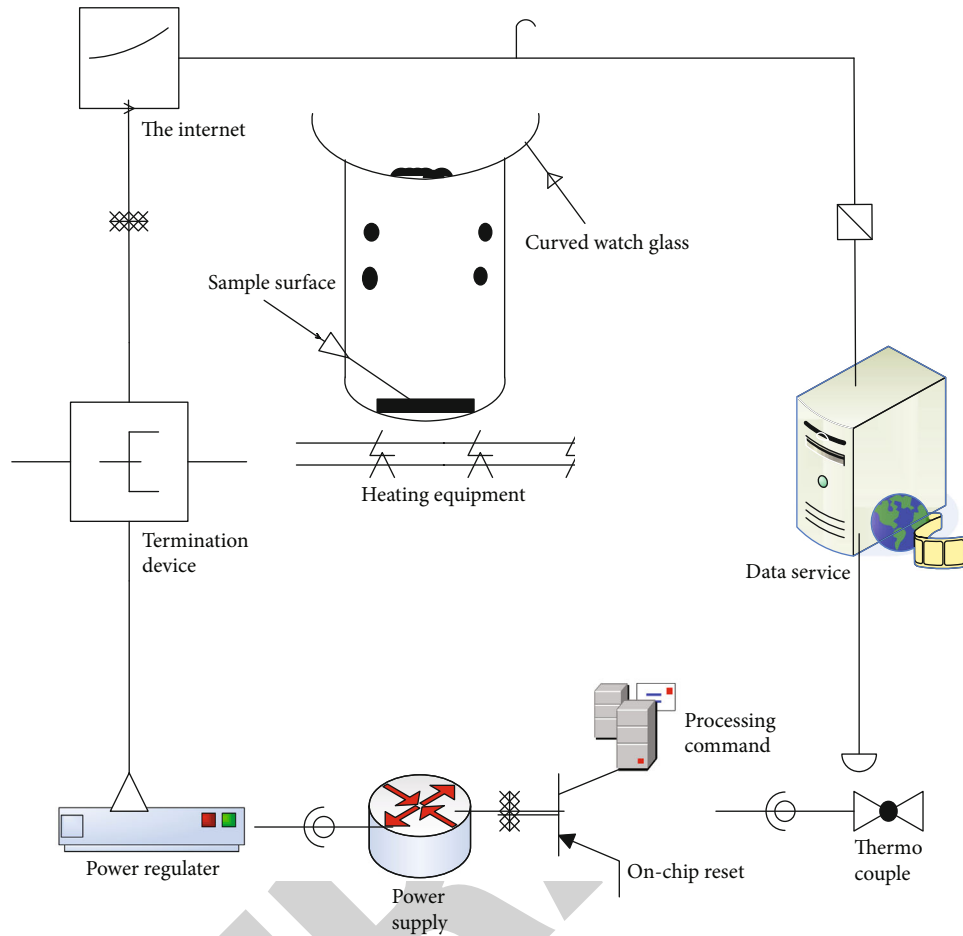 The internet
Curved watch glass
Sample surface
Heating equipment
Termination
device
Data service
Processing
command
Power regulater
On-chip reset
Thermo
couple
Power
supply